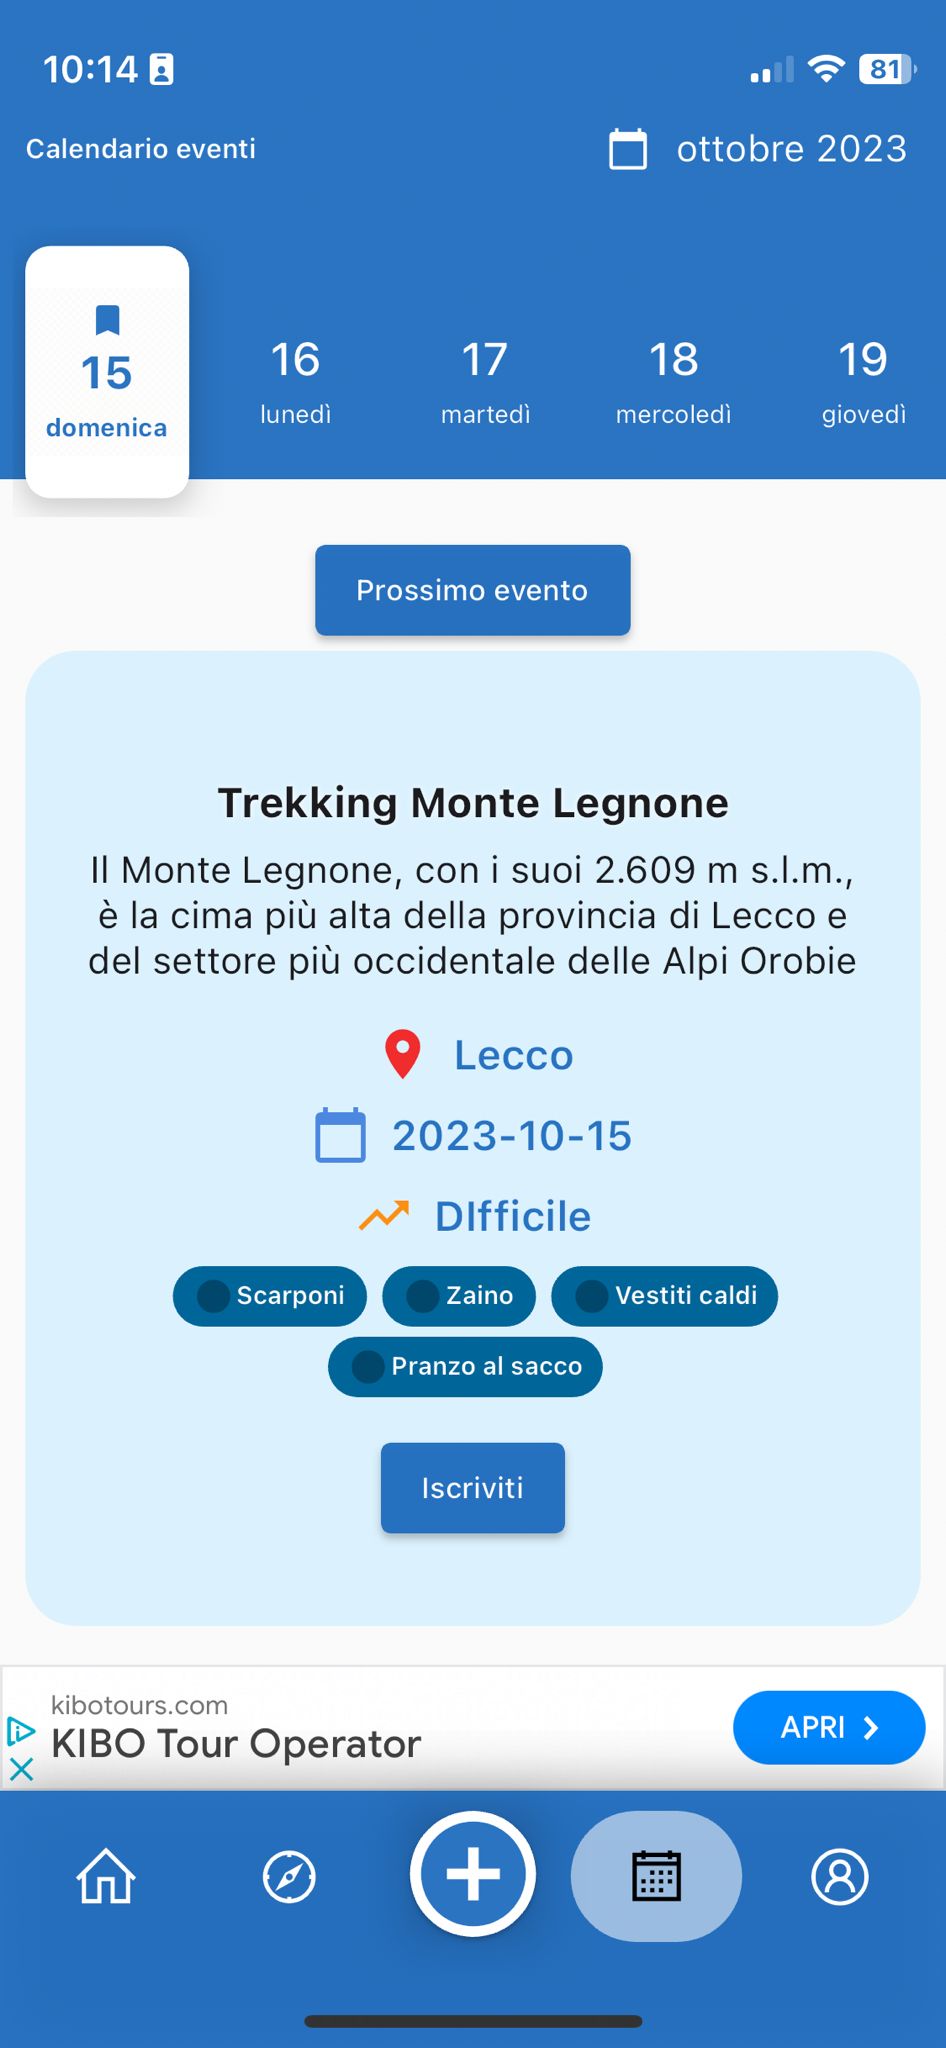 10:14
81
Calendario eventi
ottobre 2023
15
domenica
16
lunedì
17
martedì
18
mercoledì
19
giovedì
Prossimo evento
Trekking Monte Legnone
Il Monte Legnone, con i suoi 2.609 m s.l.m.,
è la cima più alta della provincia di Lecco e
del settore più occidentale delle Alpi Orobie
Lecco
2023-10-15
DIfficile
Scarponi
Zaino
Vestiti caldi
Pranzo al sacco
Iscriviti
kibotours.com
KIBO Tour Operator
APRI